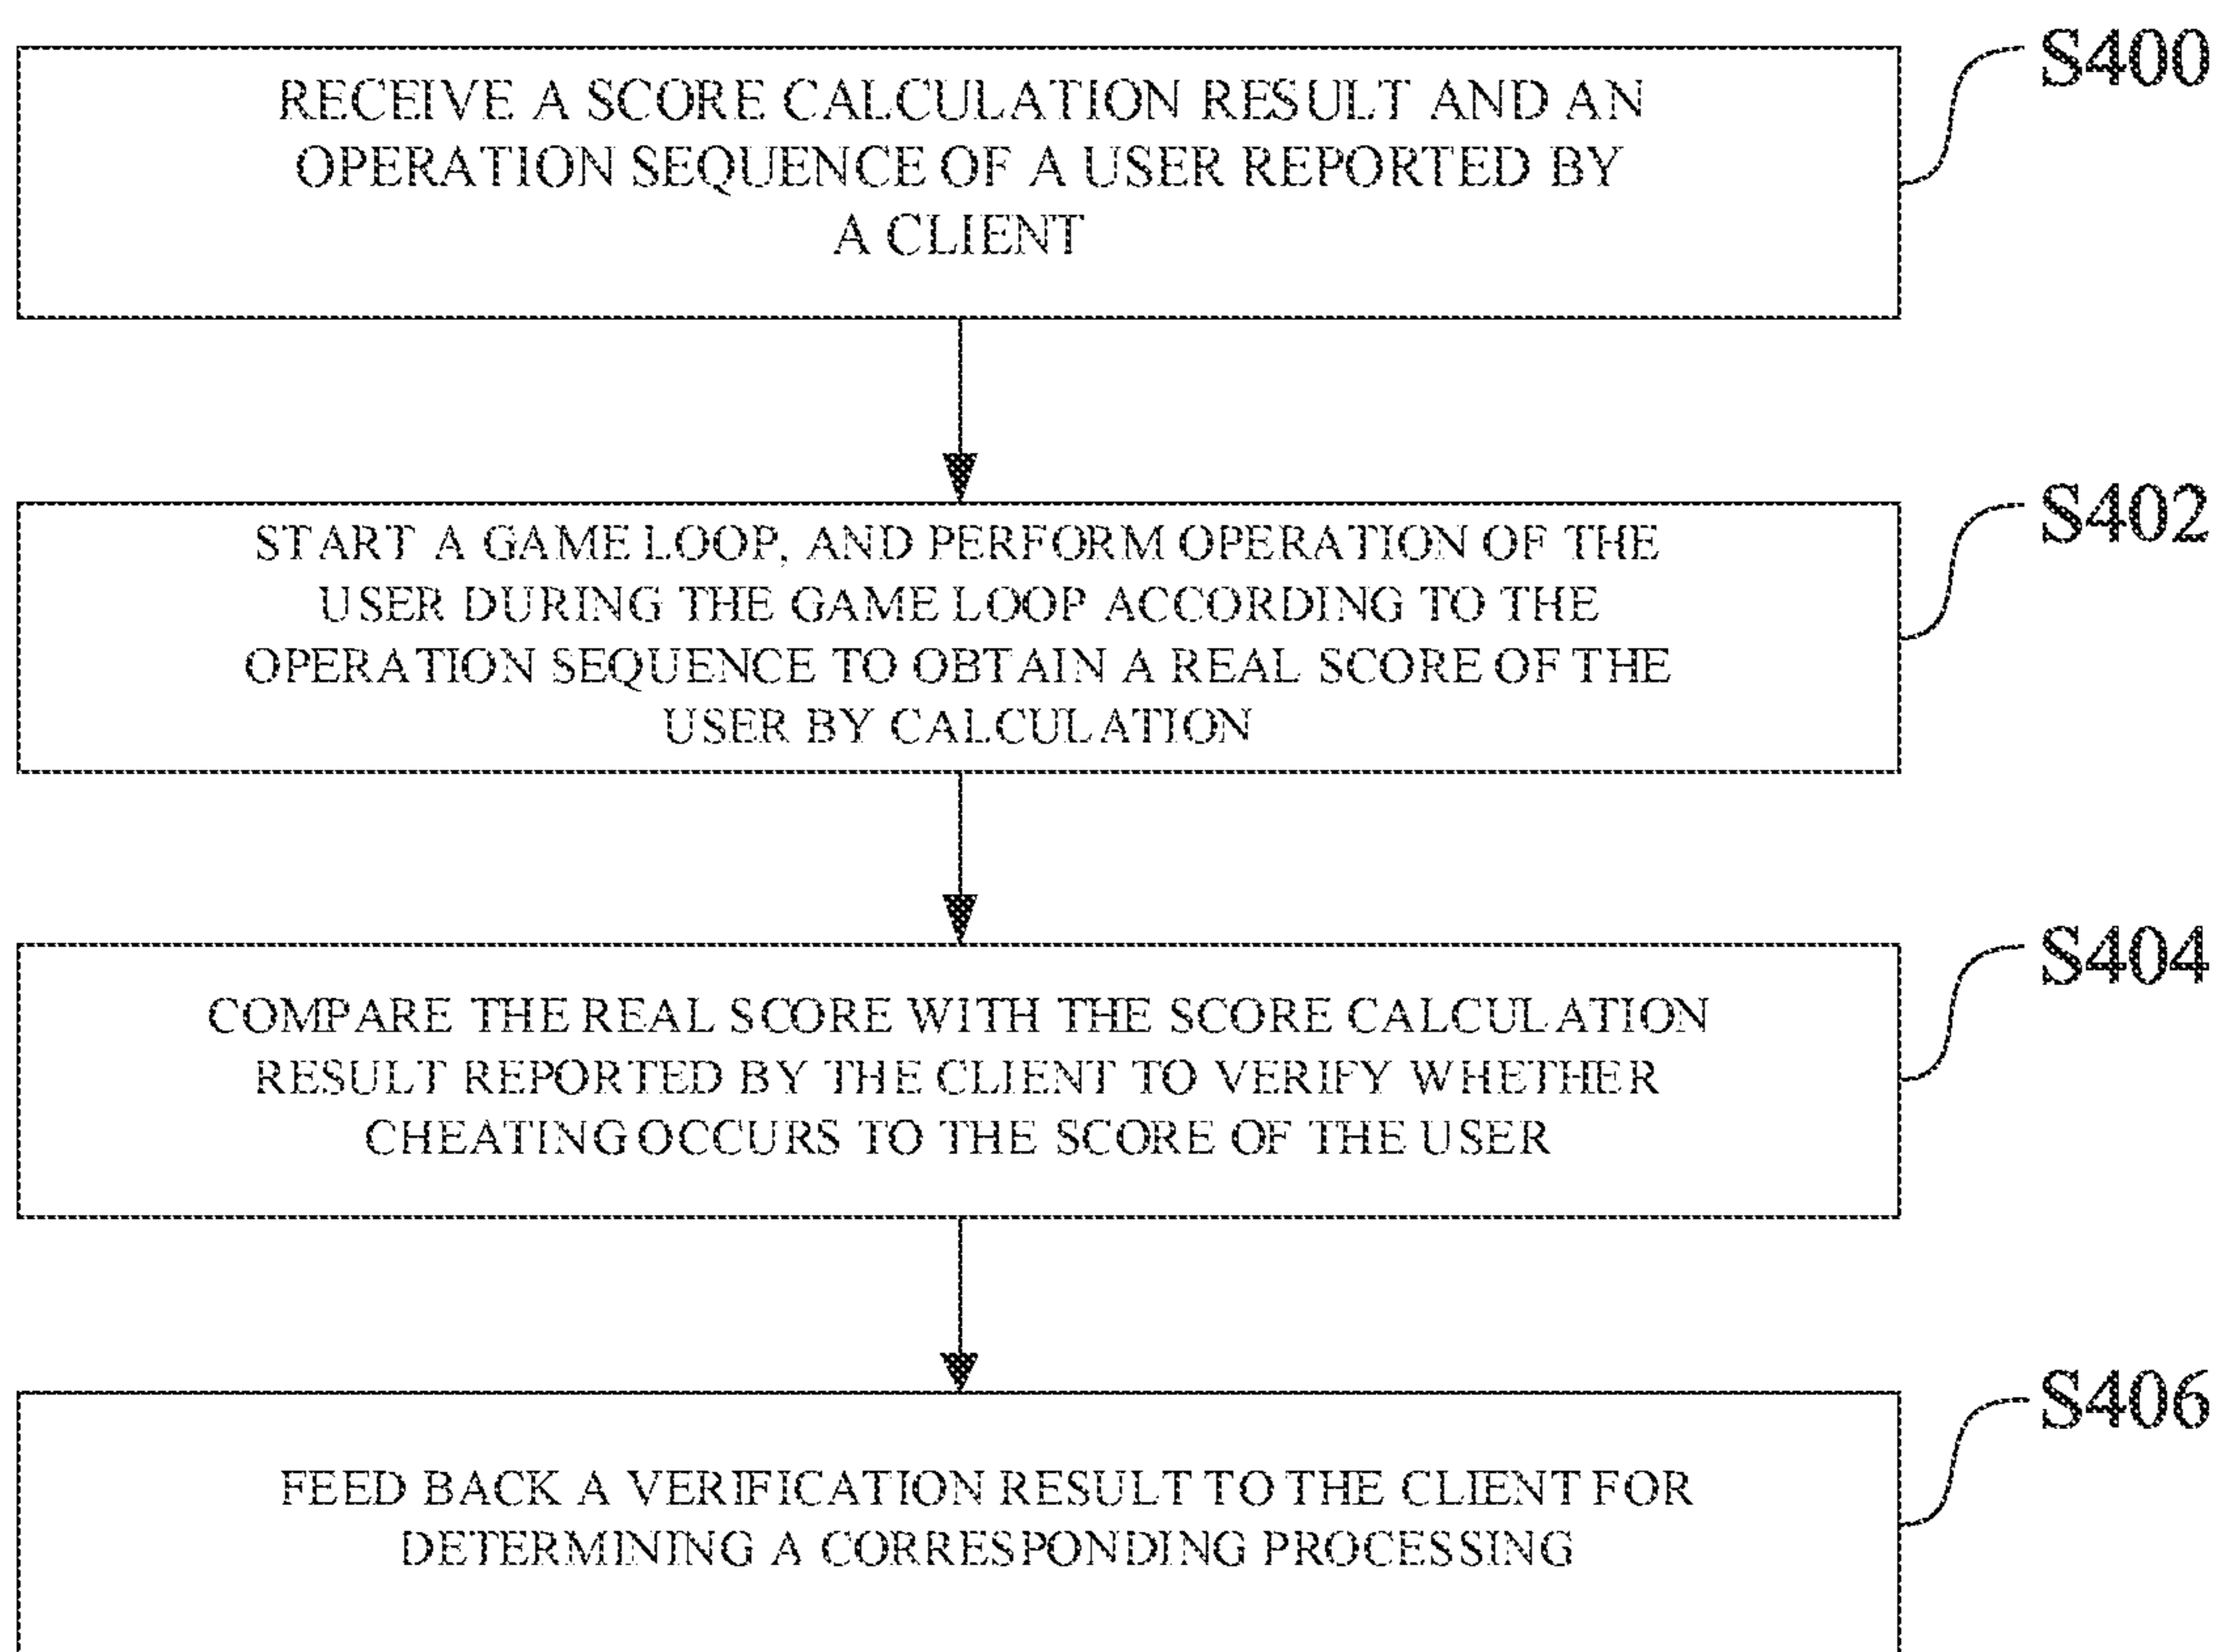 S400
RECEIVE A SCORE CALCULATION RESULT AND AN
OPERATION SEQUENCE OF A USER REPORTED BY
A CLIENT
S402
START A GAME LOOP, AND PERFORM OPERATION OF THE
USER DURING THE GAME LOOP ACCORDING TO THE
OPERATION SEQUENCE TO OBTAIN A REAL SCORE OF THE
USER BY CALCULATION
S404
COMPARE THE REAL SCORE WITH THE SCORE CALCULATION
RESULT REPORTED BY THE CLIENT TO VERIFY WHETHER
CHEATING OCCURS TO THE SCORE OF THE USER
S406
FEED BACK A VERIFICATION RESULT TO THE CLIENT FOR
DETERMINING A CORRESPONDING PROCESSING